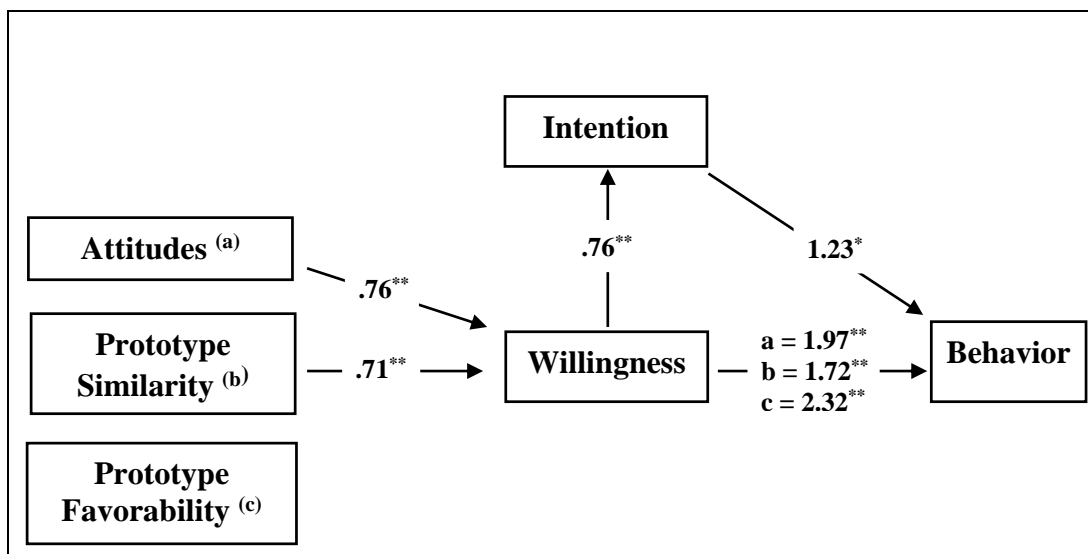 Intention
Attitudes (a)
.76**
.76**
1.23*
Prototype
Similarity (b)
.71**
Willingness
a = 1.97**
b = 1.72**
c = 2.32**
Behavior
Prototype
Favorability (c)